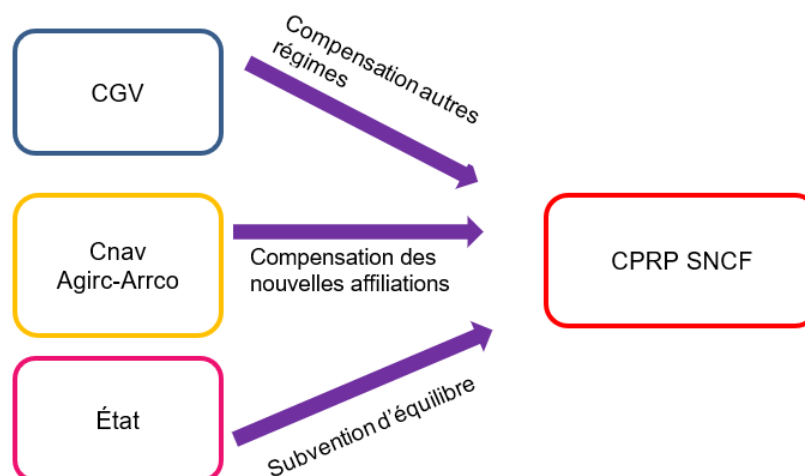 CGV
Compensation autres
régimes
Cnav
Agirc-Arrco
Compensation des
nouvelles affiliations
CPRP SNCF
État
Subvention d'équilibre